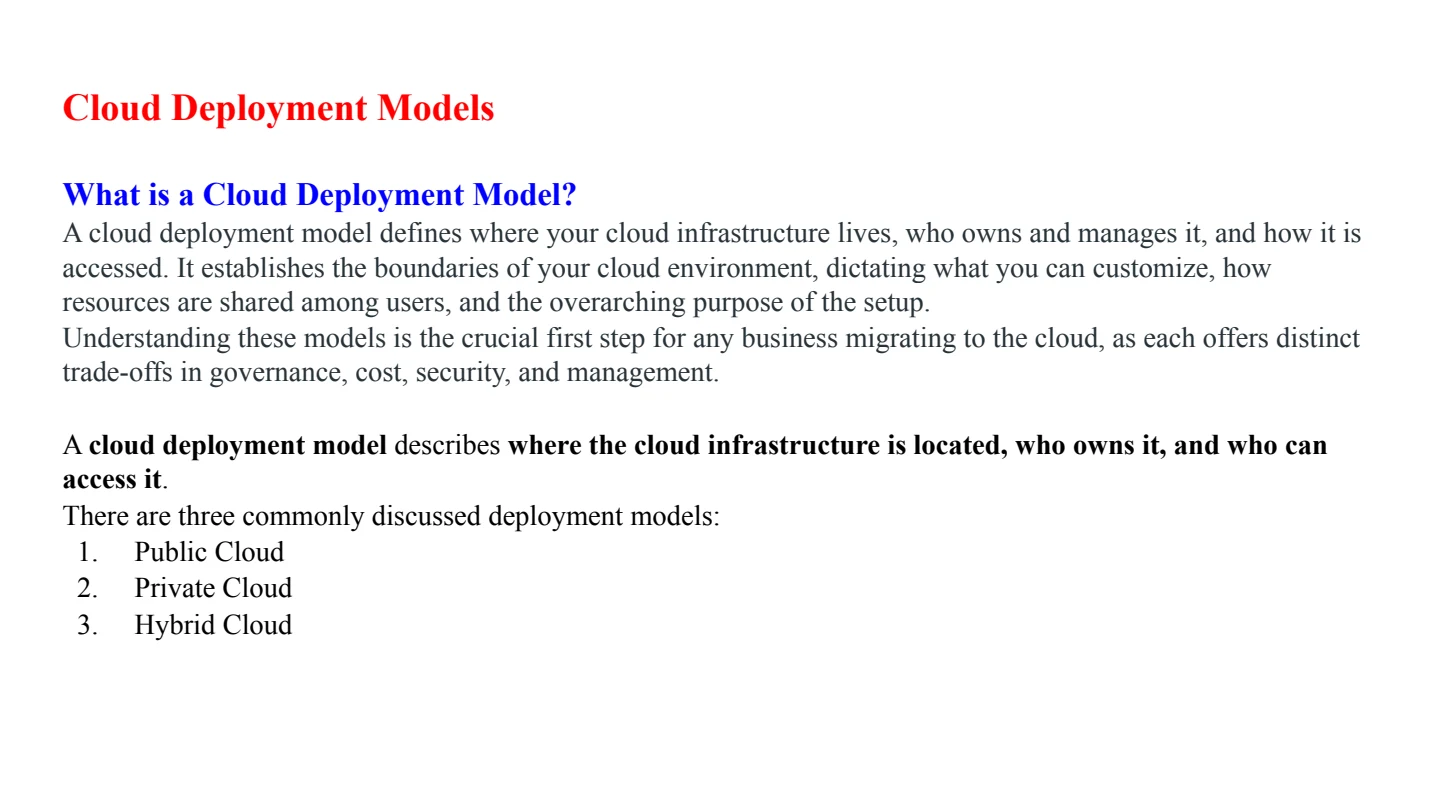 Cloud Deployment Models
What is a Cloud Deployment Model?
A cloud deployment model defines where your cloud infrastructure lives, who owns and manages it, and how it is
accessed. It establishes the boundaries of your cloud environment, dictating what you can customize, how
resources are shared among users, and the overarching purpose of the setup.
Understanding these models is the crucial first step for any business migrating to the cloud, as each offers distinct
trade-offs in governance, cost, security, and management.
A cloud deployment model describes where the cloud infrastructure is located, who owns it, and who can
access it.
There are three commonly discussed deployment models:
1. Public Cloud
2. Private Cloud
3. Hybrid Cloud